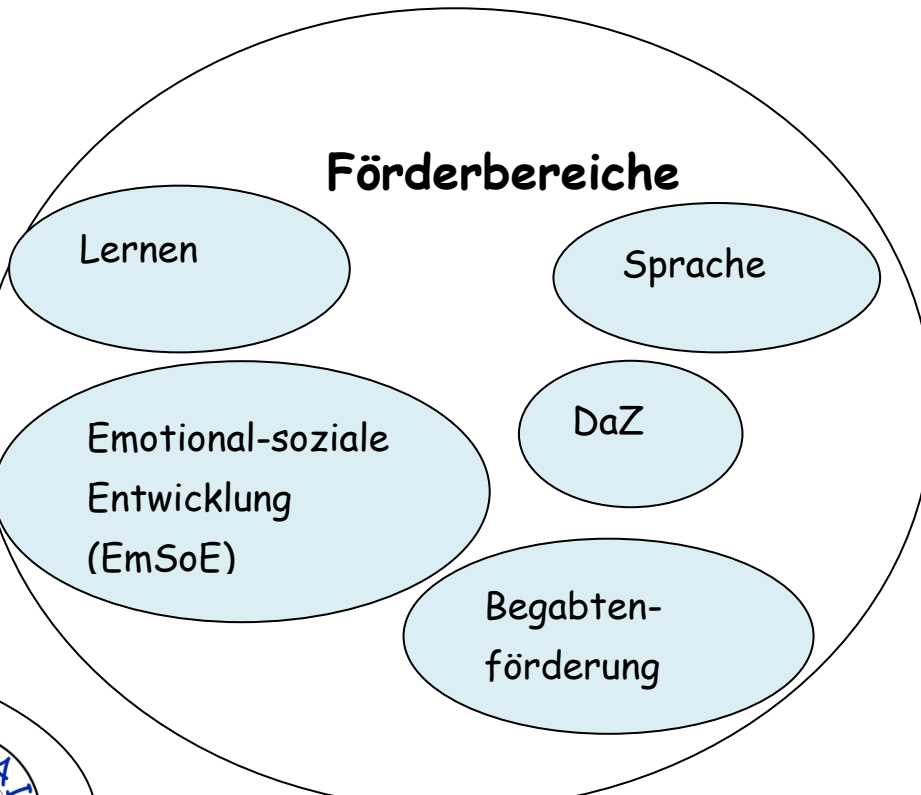 Förderbereiche
Lernen
Sprache
Emotional-soziale
Entwicklung
(EmSoE)
DaZ
Begabten-
förderung